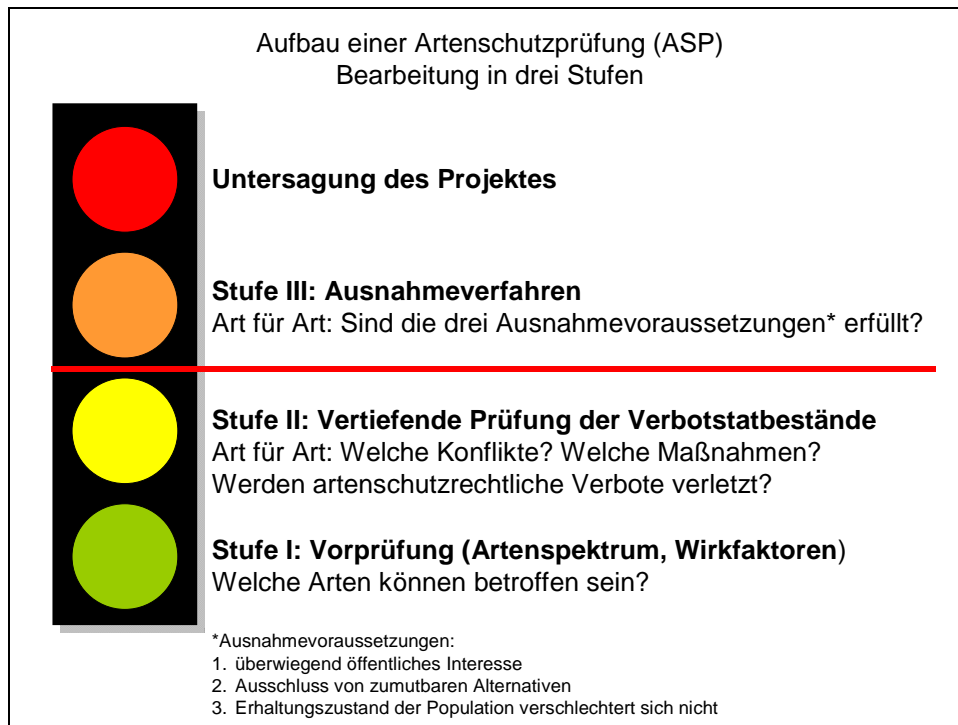 Aufbau einer Artenschutzprüfung (ASP)
Bearbeitung in drei Stufen
Untersagung des Projektes
Stufe III: Ausnahmeverfahren
Art für Art: Sind die drei Ausnahmevoraussetzungen* erfüllt?
Stufe II: Vertiefende Prüfung der Verbotstatbestände
Art für Art: Welche Konflikte? Welche Maßnahmen?
Werden artenschutzrechtliche Verbote verletzt?
Stufe I: Vorprüfung (Artenspektrum, Wirkfaktoren)
Welche Arten können betroffen sein?
*Ausnahmevoraussetzungen:
1. überwiegend öffentliches Interesse
2. Ausschluss von zumutbaren Alternativen
3. Erhaltungszustand der Population verschlechtert sich nicht